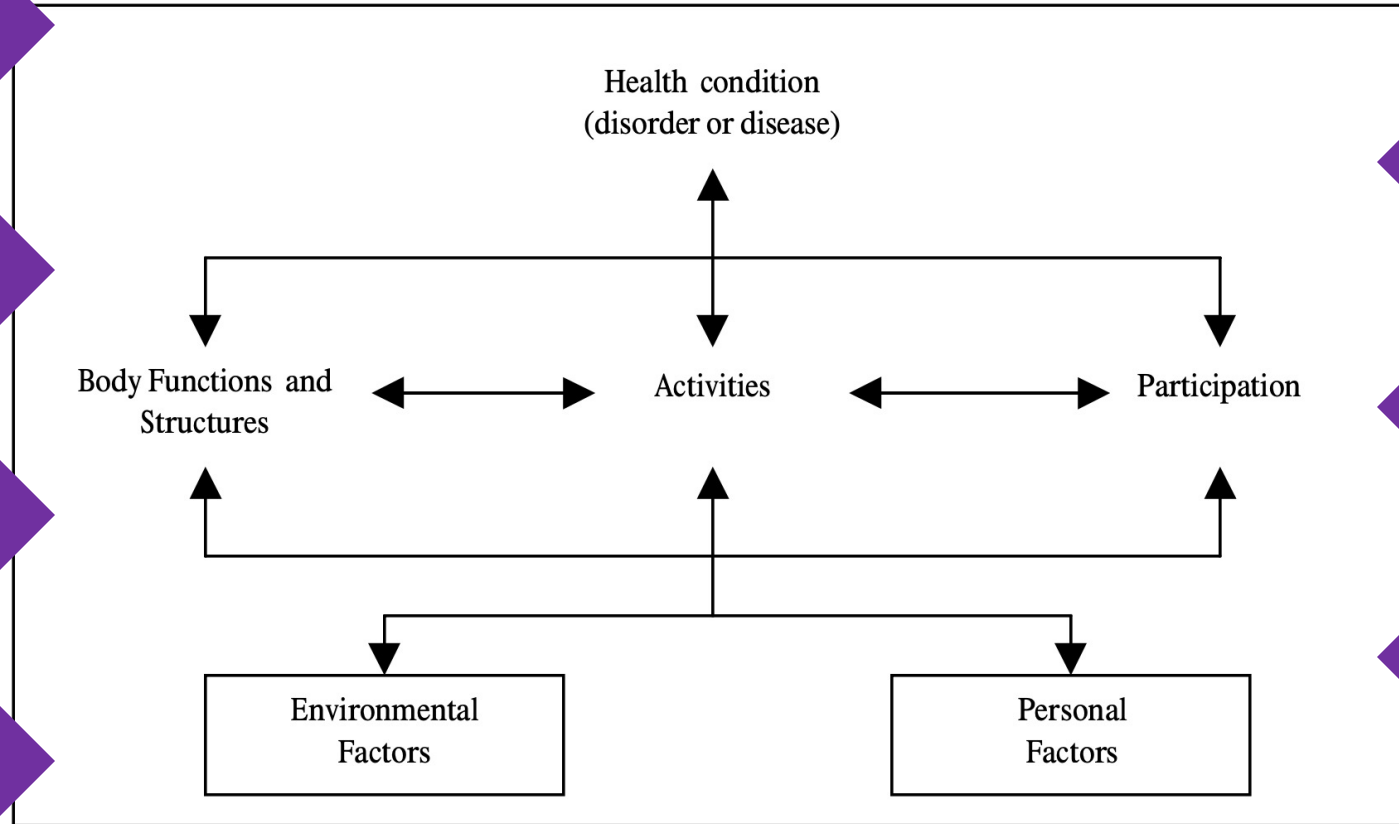 Health condition
(disorder or disease)
Body Functions and
Structures
Activities
Participation
Environmental
Factors
Personal
Factors